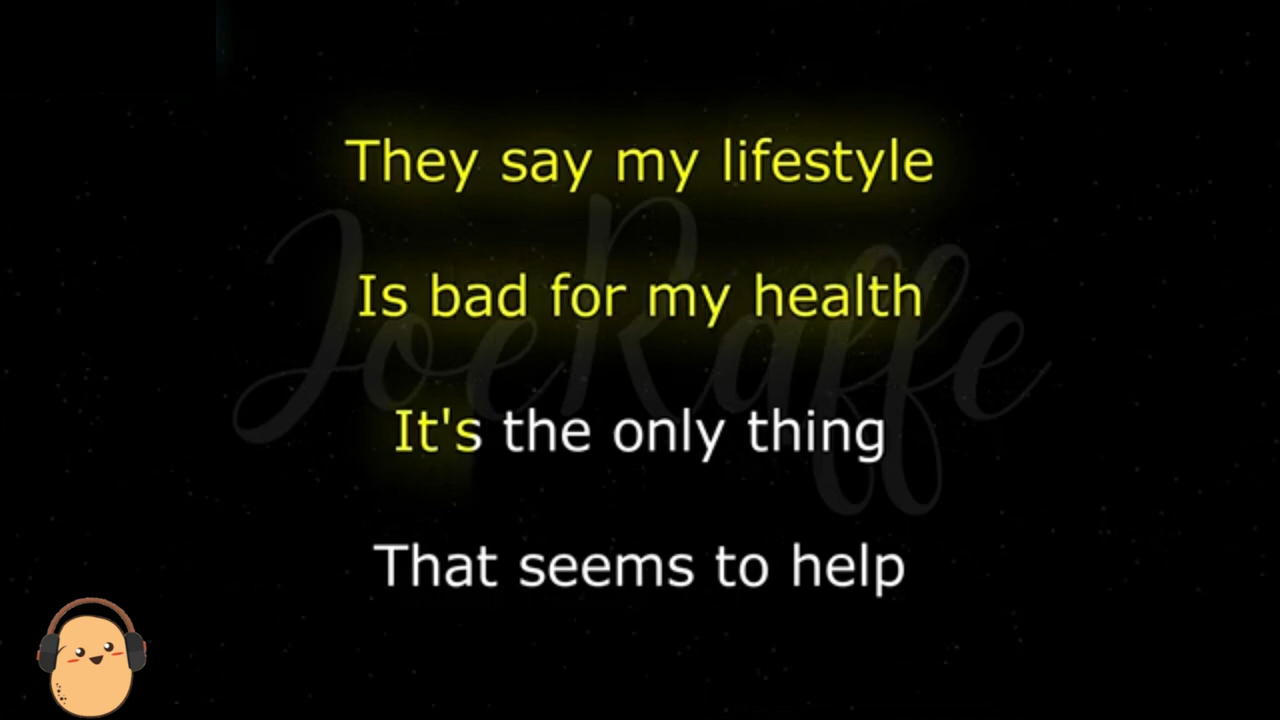 They say my lifestyle
Is bad for my health
It's the only thing
That seems to help
JoeRaffe